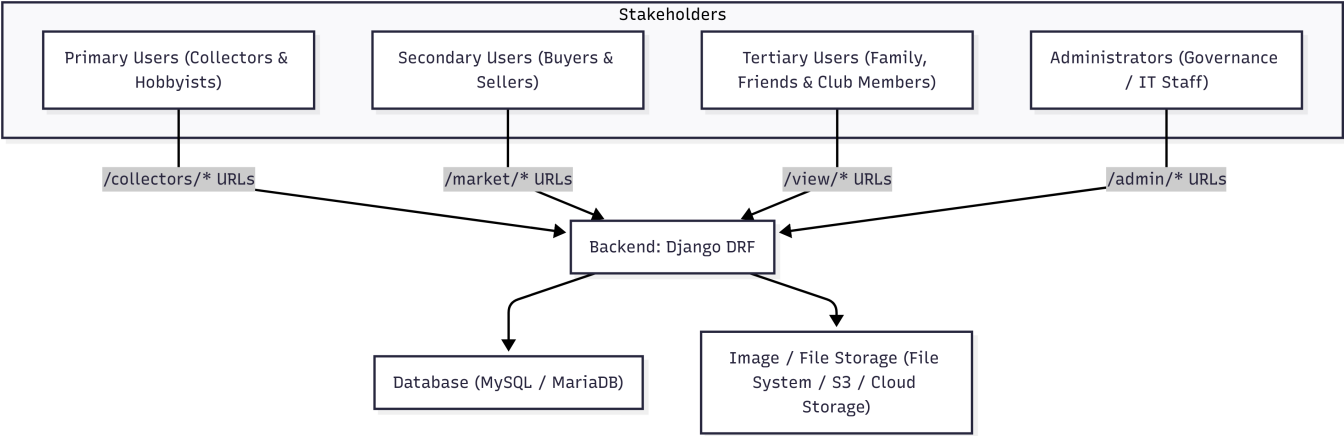 Stakeholders
Primary Users (Collectors &
Hobbyists)
Secondary Users (Buyers &
Sellers)
Tertiary Users (Family,
Friends & Club Members)
Administrators (Governance
/ IT Staff)
/collectors/* URLs
/market/* URLs
/view/* URLs
/admin/* URLs
Backend: Django DRF
Database (MySQL / MariaDB)
Image / File Storage (File
System / S3 / Cloud
Storage)